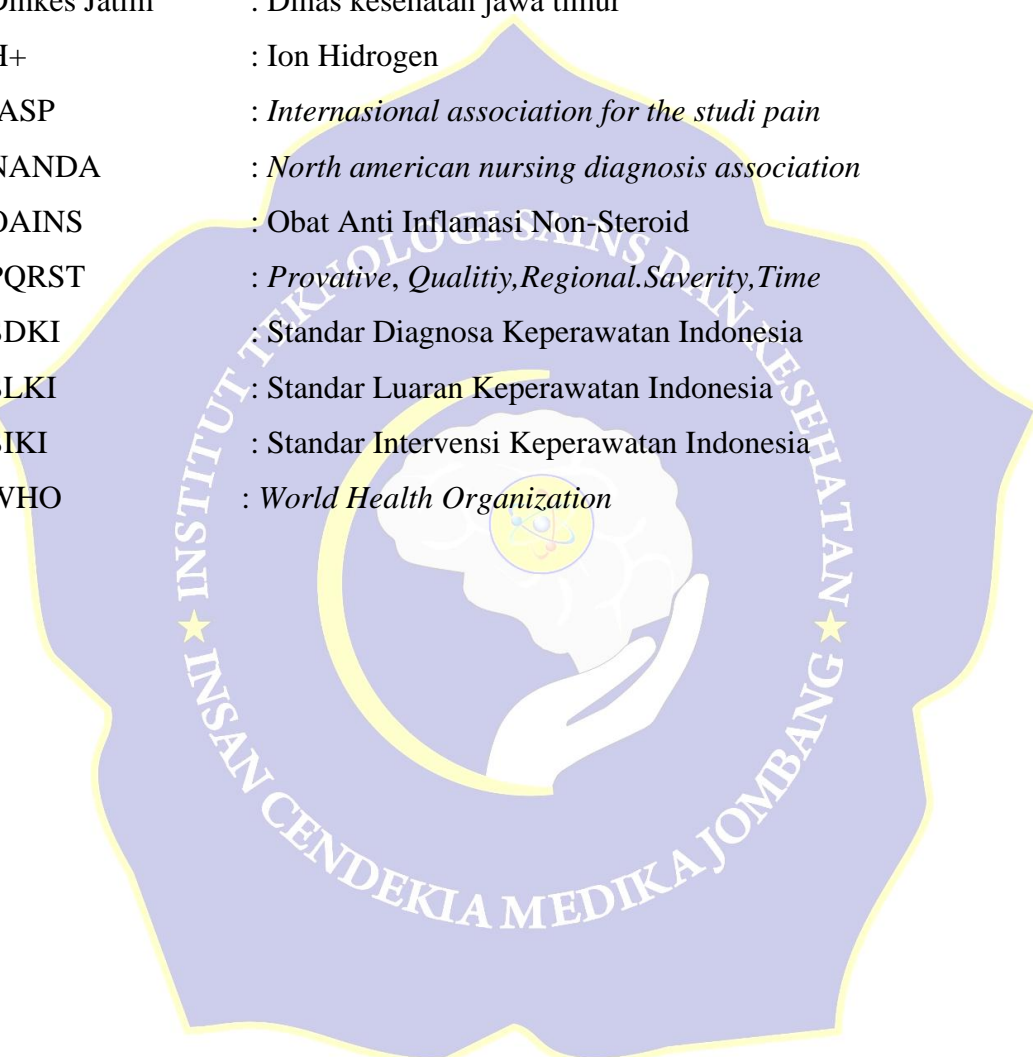 Dinkes Jatim : Dinas kesehatan jawa timur
H+ : Ion Hidrogen
IASP : Internasional association for the studi pain
NANDA : North american nursing diagnosis association
OAINS : Obat Anti Inflamasi Non-Steroid
PQRST : Provative, Qualitiy,Regional.Saverity,Time
SDKI : Standar Diagnosa Keperawatan Indonesia
SLKI : Standar Luaran Keperawatan Indonesia
SIKI : Standar Intervensi Keperawatan Indonesia
WHO : World Health Organization
INSTITUT TEKNOLOGI SAINS DAN KESEHATAN
INSAN CENDEKIA MEDIKA JOMBANG